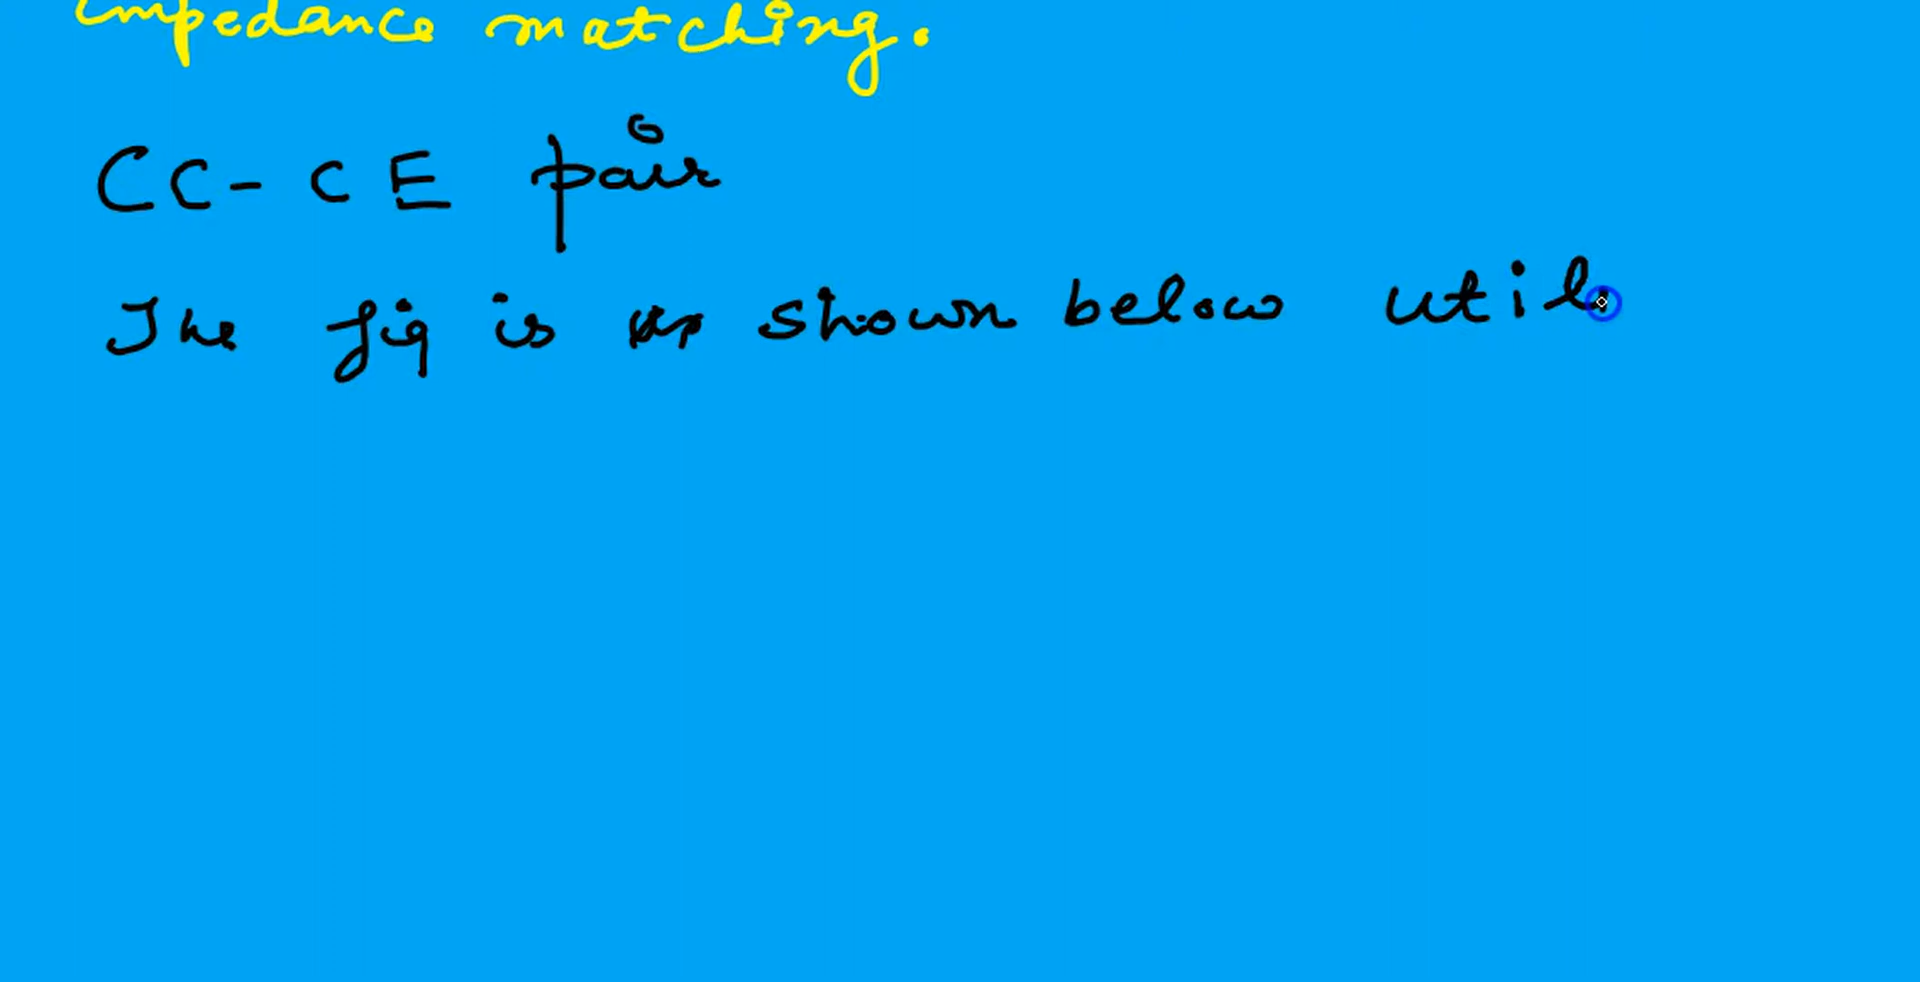 impedance matching.
CC-CE pair
The fig is shown below util